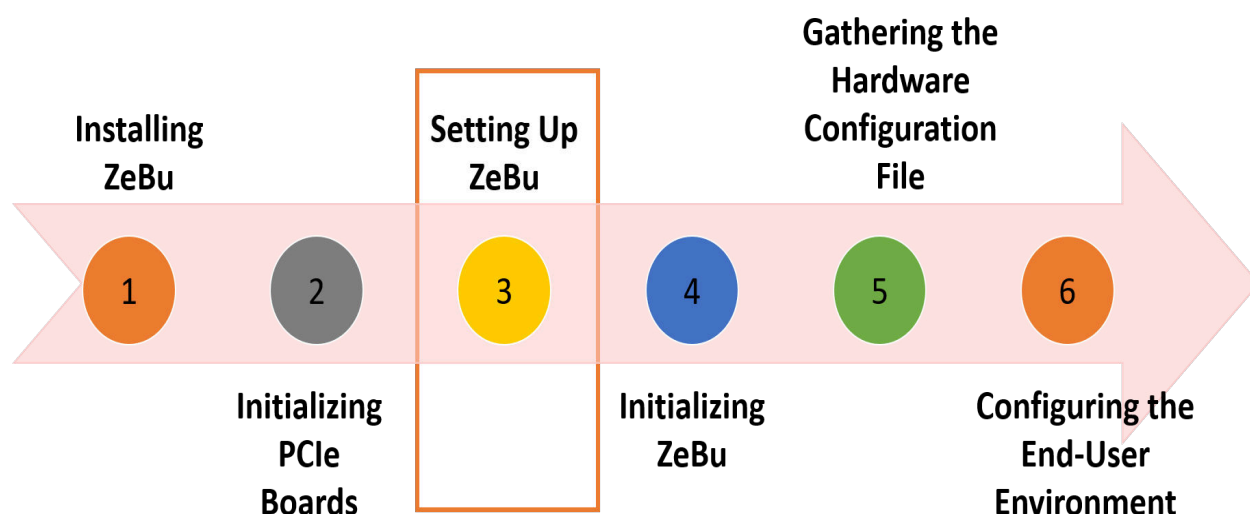 Installing
ZeBu
1
2
Initializing
PCIe
Boards
Setting Up
ZeBu
3
4
Initializing
ZeBu
Gathering the
Hardware
Configuration
File
5
6
Configuring the
End-User
Environment